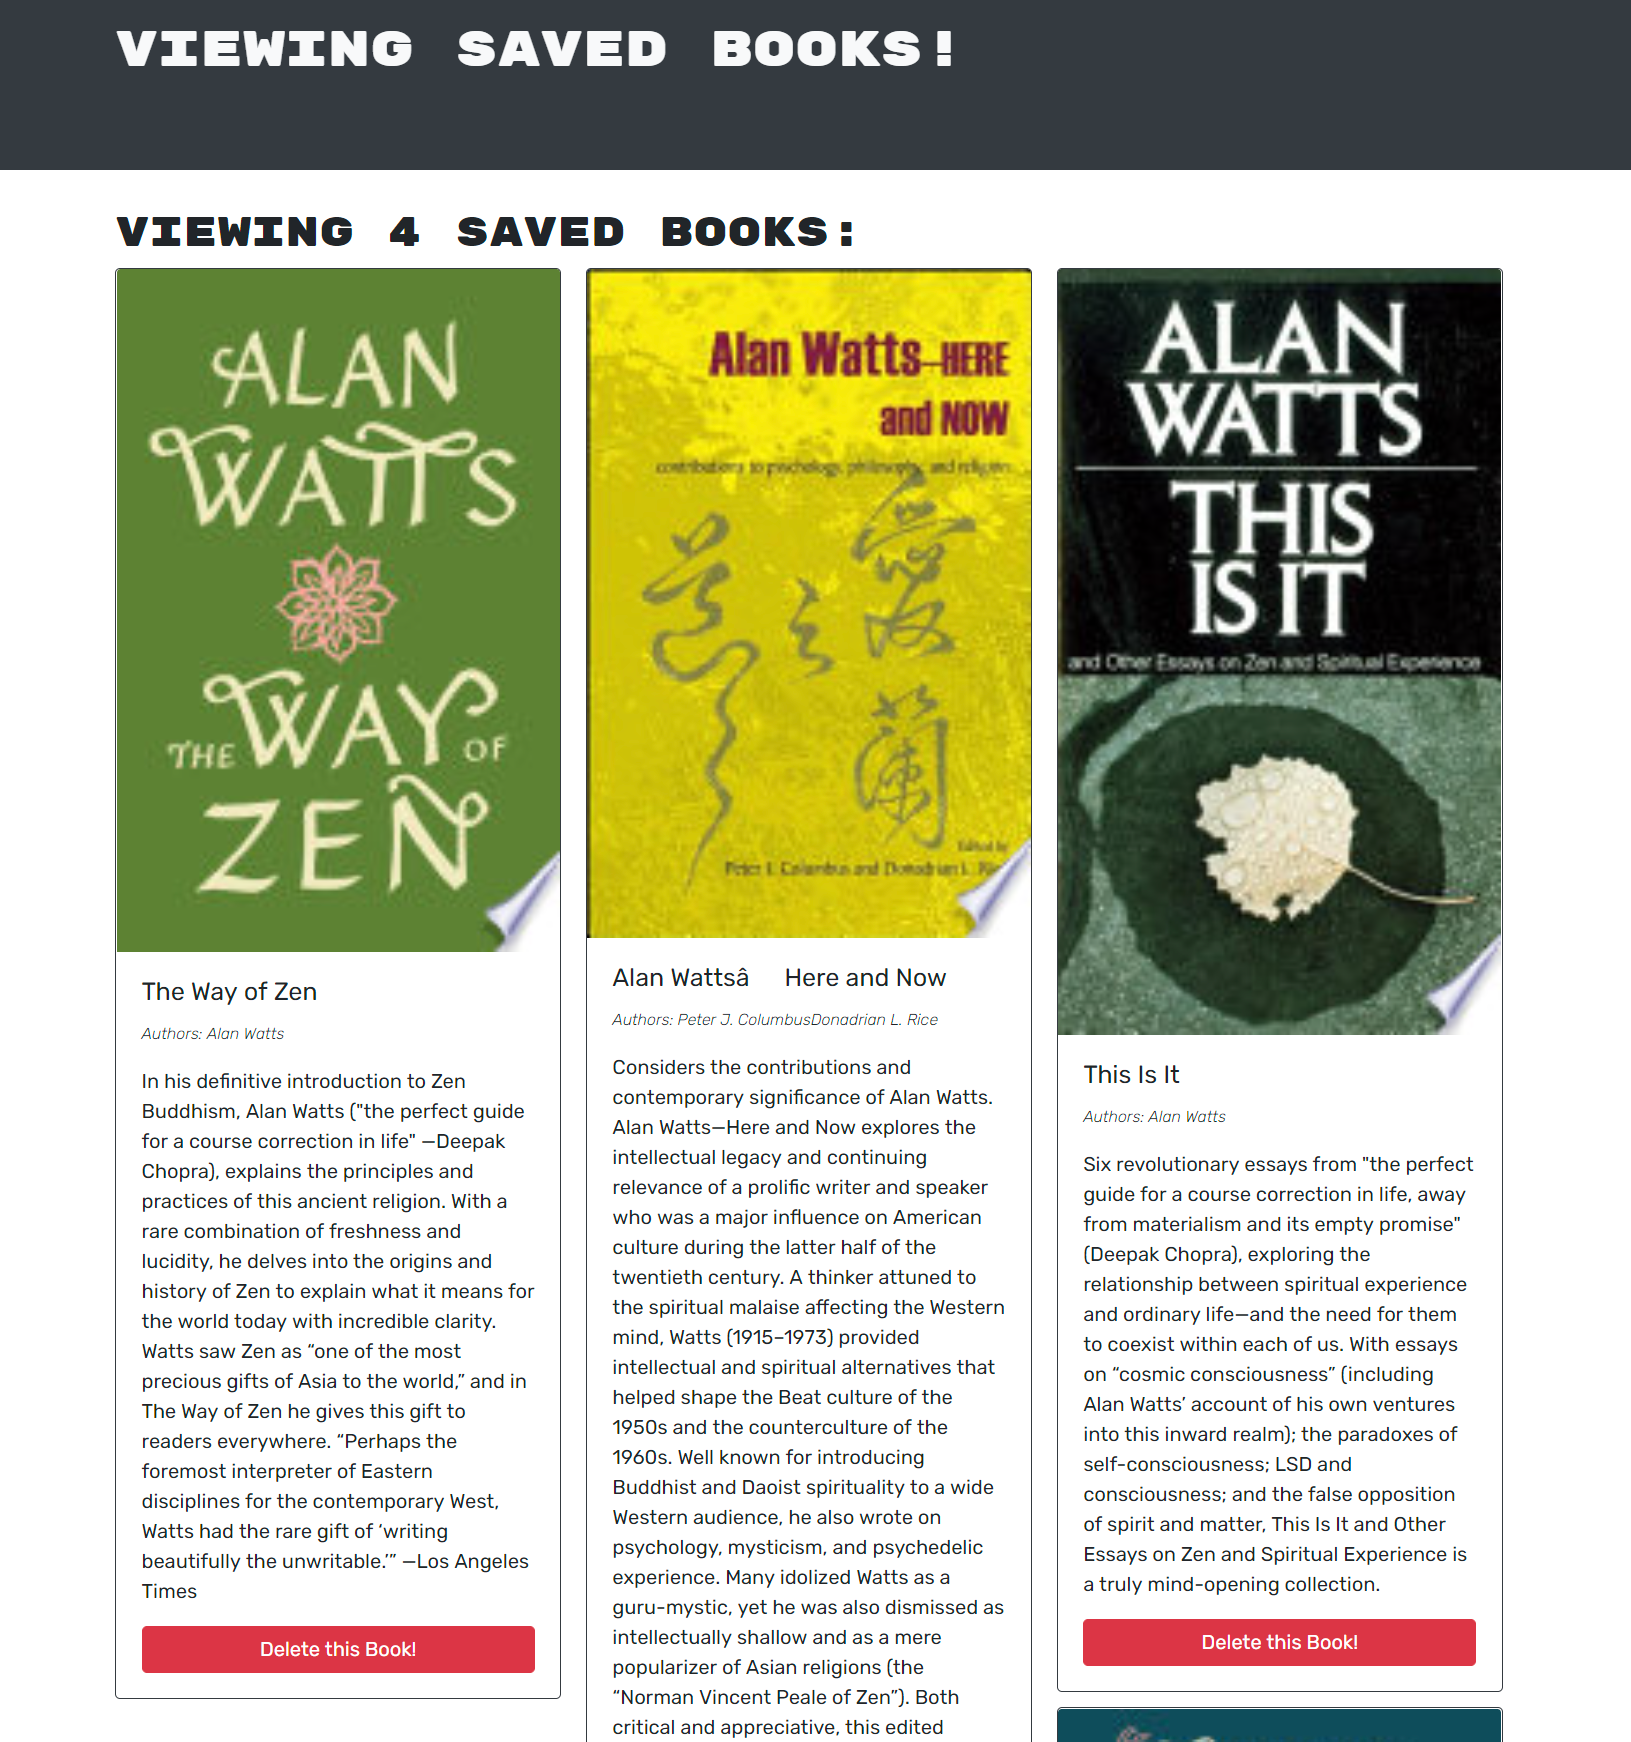 VIEWING SAVED BOOKS!
VIEWING 4 SAVED BOOKS:
ALAN
WATTS
THE WAY OF
ZEN
The Way of Zen
Authors: Alan Watts
In his definitive introduction to Zen
Buddhism, Alan Watts ("the perfect guide
for a course correction in life" —Deepak
Chopra), explains the principles and
practices of this ancient religion. With a
rare combination of freshness and
lucidity, he delves into the origins and
history of Zen to explain what it means for
the world today with incredible clarity.
Watts saw Zen as “one of the most
precious gifts of Asia to the world,” and in
The Way of Zen he gives this gift to
readers everywhere. “Perhaps the
foremost interpreter of Eastern
disciplines for the contemporary West,
Watts had the rare gift of ‘writing
beautifully the unwritable.’” —Los Angeles
Times
Delete this Book!
Alan Watts–HERE
and NOW
contributions to psychology, philosophy, and religion
Edited by
Peter J. Columbus and Donadrian L.
Alan Wattsâ Here and Now
Authors: Peter J. ColumbusDonadrian L. Rice
Considers the contributions and
contemporary significance of Alan Watts.
Alan Watts—Here and Now explores the
intellectual legacy and continuing
relevance of a prolific writer and speaker
who was a major influence on American
culture during the latter half of the
twentieth century. A thinker attuned to
the spiritual malaise affecting the Western
mind, Watts (1915–1973) provided
intellectual and spiritual alternatives that
helped shape the Beat culture of the
1950s and the counterculture of the
1960s. Well known for introducing
Buddhist and Daoist spirituality to a wide
Western audience, he also wrote on
psychology, mysticism, and psychedelic
experience. Many idolized Watts as a
guru-mystic, yet he was also dismissed as
intellectually shallow and as a mere
popularizer of Asian religions (the
“Norman Vincent Peale of Zen”). Both
critical and appreciative, this edited
ALAN
WATTS
THIS
IS IT
and Other Essays on Zen and Spiritual Experience
This Is It
Authors: Alan Watts
Six revolutionary essays from "the perfect
guide for a course correction in life, away
from materialism and its empty promise"
(Deepak Chopra), exploring the
relationship between spiritual experience
and ordinary life—and the need for them
to coexist within each of us. With essays
on “cosmic consciousness” (including
Alan Watts’ account of his own ventures
into this inward realm); the paradoxes of
self-consciousness; LSD and
consciousness; and the false opposition
of spirit and matter, This Is It and Other
Essays on Zen and Spiritual Experience is
a truly mind-opening collection.
Delete this Book!